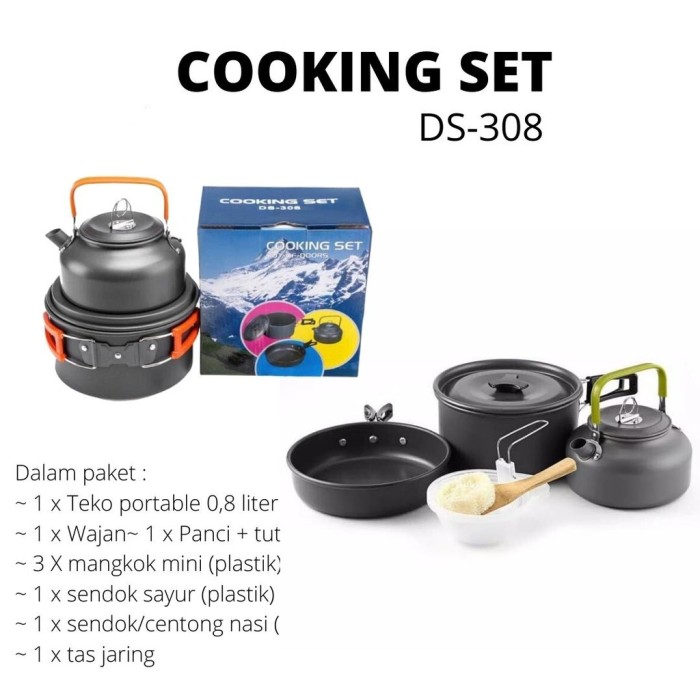 COOKING SET
DS-308
COOKING SET
DS-308
COOKING SET
Dalam paket :
~ 1 x Teko portable 0,8 liter
~ 1 x Wajan~ 1 x Panci + tut
~ 3 X mangkok mini (plastik)
~ 1 x sendok sayur (plastik)
~ 1 x sendok/centong nasi (
~ 1 x tas jaring